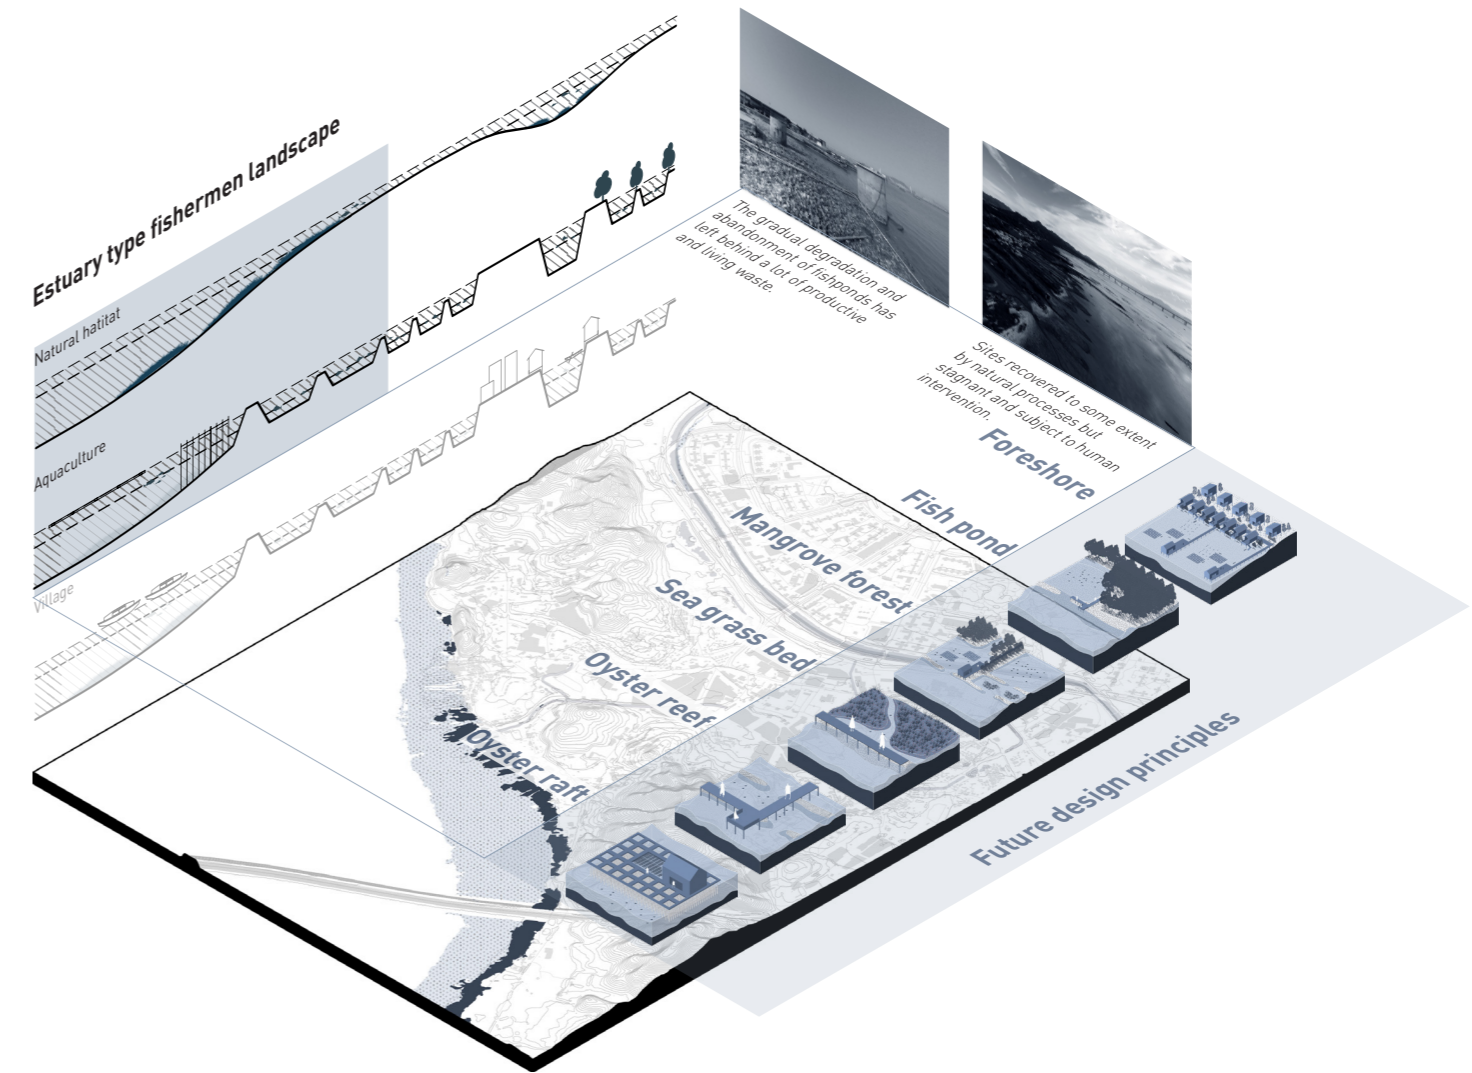 Estuary type fishermen landscape
Natural hatitat
Aquaculture
Village
The gradual degradation and
abandonment of fishponds has
left behind a lot of productive
and living waste.
Sites recovered to some extent
by natural processes but
stagnant and subject to human
intervention.
Foreshore
Fish pond
Mangrove forest
Sea grass bed
Oyster reef
Oyster raft
Future design principles